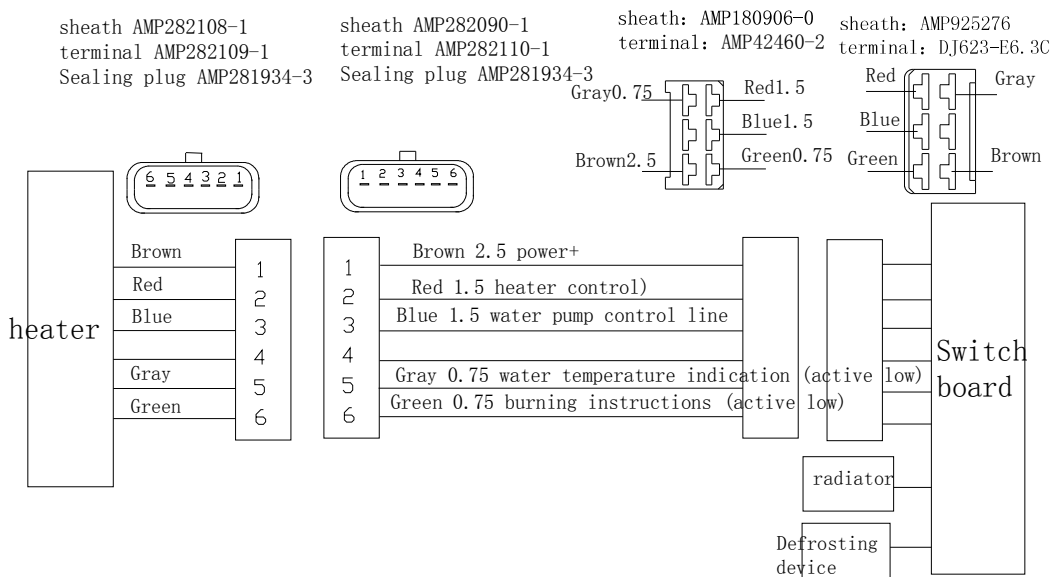 sheath AMP282108-1
terminal AMP282109-1
Sealing plug AMP281934-3
sheath AMP282090-1
terminal AMP282110-1
Sealing plug AMP281934-3
sheath: AMP180906-0
terminal: AMP42460-2
sheath: AMP925276
terminal: DJ623-E6.3C
Gray0.75
Red1.5
Blue1.5
Brown2.5
Green0.75
Red
Gray
Blue
Green
Brown
6 5 4 3 2 1
1 2 3 4 5 6
heater
Brown
Red
Blue
Gray
Green
1
2
3
4
5
6
1
2
3
4
5
6
Brown 2.5 power+
Red 1.5 heater control)
Blue 1.5 water pump control line
Gray 0.75 water temperature indication (active low)
Green 0.75 burning instructions (active low)
Switch
board
radiator
Defrosting
device